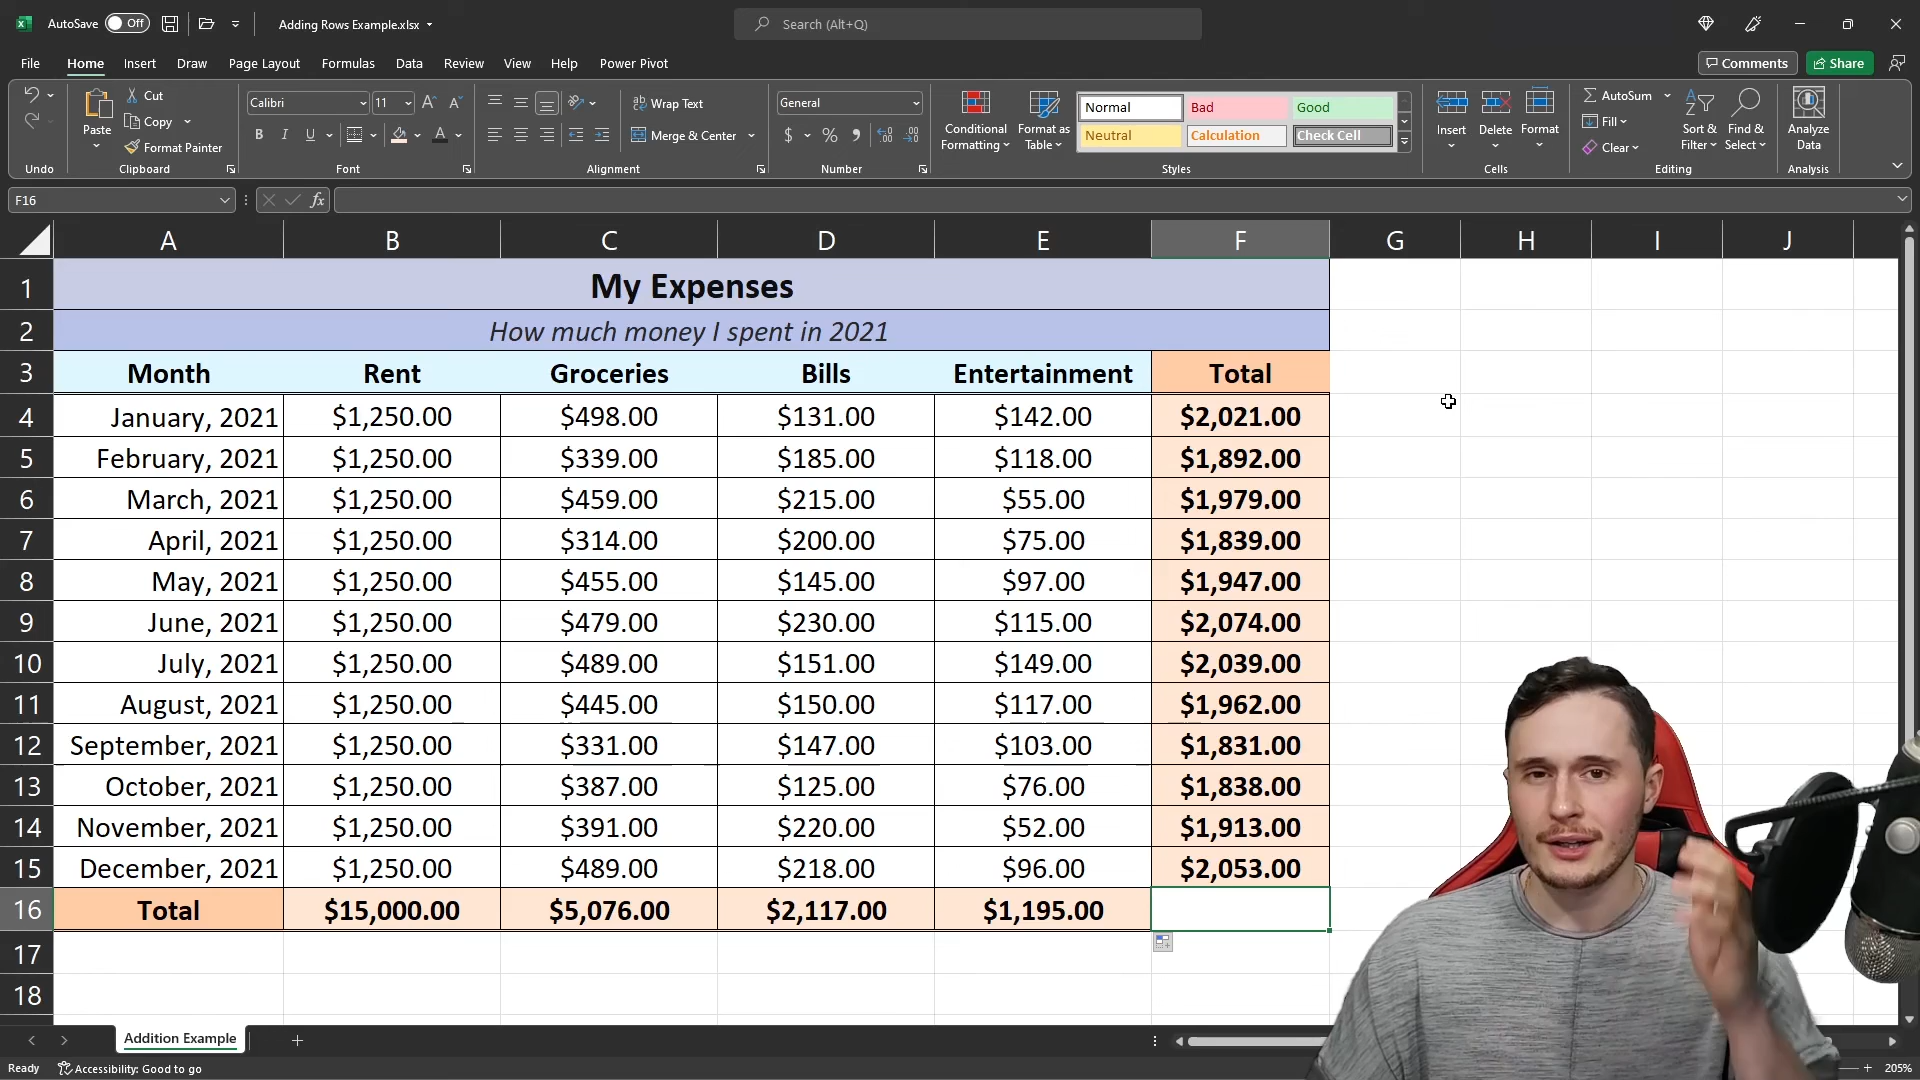 AutoSave Off Adding Rows Example.xlsx Search (Alt+Q)
File Home Insert Draw Page Layout Formulas Data Review View Help Power Pivot Comments Share
Undo
Paste Cut Copy Format Painter Clipboard
Calibri 11 B I U A Font
Wrap Text Merge & Center Alignment
General $ % Number
Conditional Formatting Format as Table Normal Bad Good Neutral Calculation Check Cell Styles
Insert Delete Format Cells
AutoSum Fill Clear Sort & Filter Find & Select Editing
Analyze Data Analysis
F16 fx
A B C D E F G H I J
1 My Expenses
2 How much money I spent in 2021
3 Month Rent Groceries Bills Entertainment Total
4 January, 2021 $1,250.00 $498.00 $131.00 $142.00 $2,021.00
5 February, 2021 $1,250.00 $339.00 $185.00 $118.00 $1,892.00
6 March, 2021 $1,250.00 $459.00 $215.00 $55.00 $1,979.00
7 April, 2021 $1,250.00 $314.00 $200.00 $75.00 $1,839.00
8 May, 2021 $1,250.00 $455.00 $145.00 $97.00 $1,947.00
9 June, 2021 $1,250.00 $479.00 $230.00 $115.00 $2,074.00
10 July, 2021 $1,250.00 $489.00 $151.00 $149.00 $2,039.00
11 August, 2021 $1,250.00 $445.00 $150.00 $117.00 $1,962.00
12 September, 2021 $1,250.00 $331.00 $147.00 $103.00 $1,831.00
13 October, 2021 $1,250.00 $387.00 $125.00 $76.00 $1,838.00
14 November, 2021 $1,250.00 $391.00 $220.00 $52.00 $1,913.00
15 December, 2021 $1,250.00 $489.00 $218.00 $96.00 $2,053.00
16 Total $15,000.00 $5,076.00 $2,117.00 $1,195.00
17
18
Addition Example
Ready Accessibility: Good to go 205%